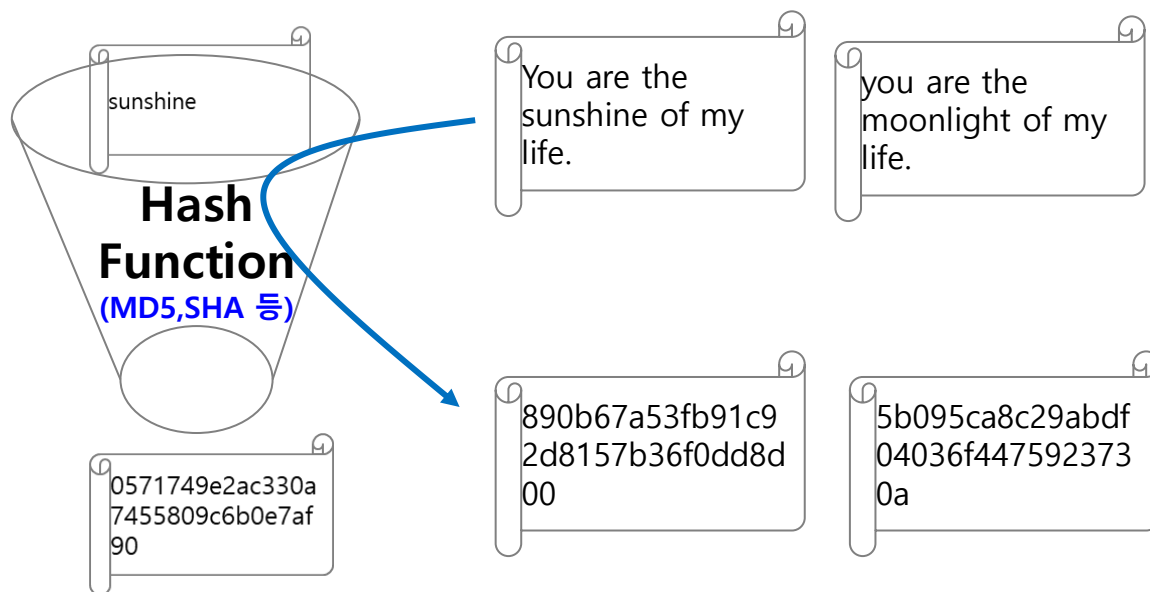 sunshine
You are the
sunshine of my
life.
you are the
moonlight of my
life.
Hash
Function
(MD5,SHA 등)
890b67a53fb91c9
2d8157b36f0dd8d
00
5b095ca8c29abdf
04036f447592373
0a
0571749e2ac330a
7455809c6b0e7af
90